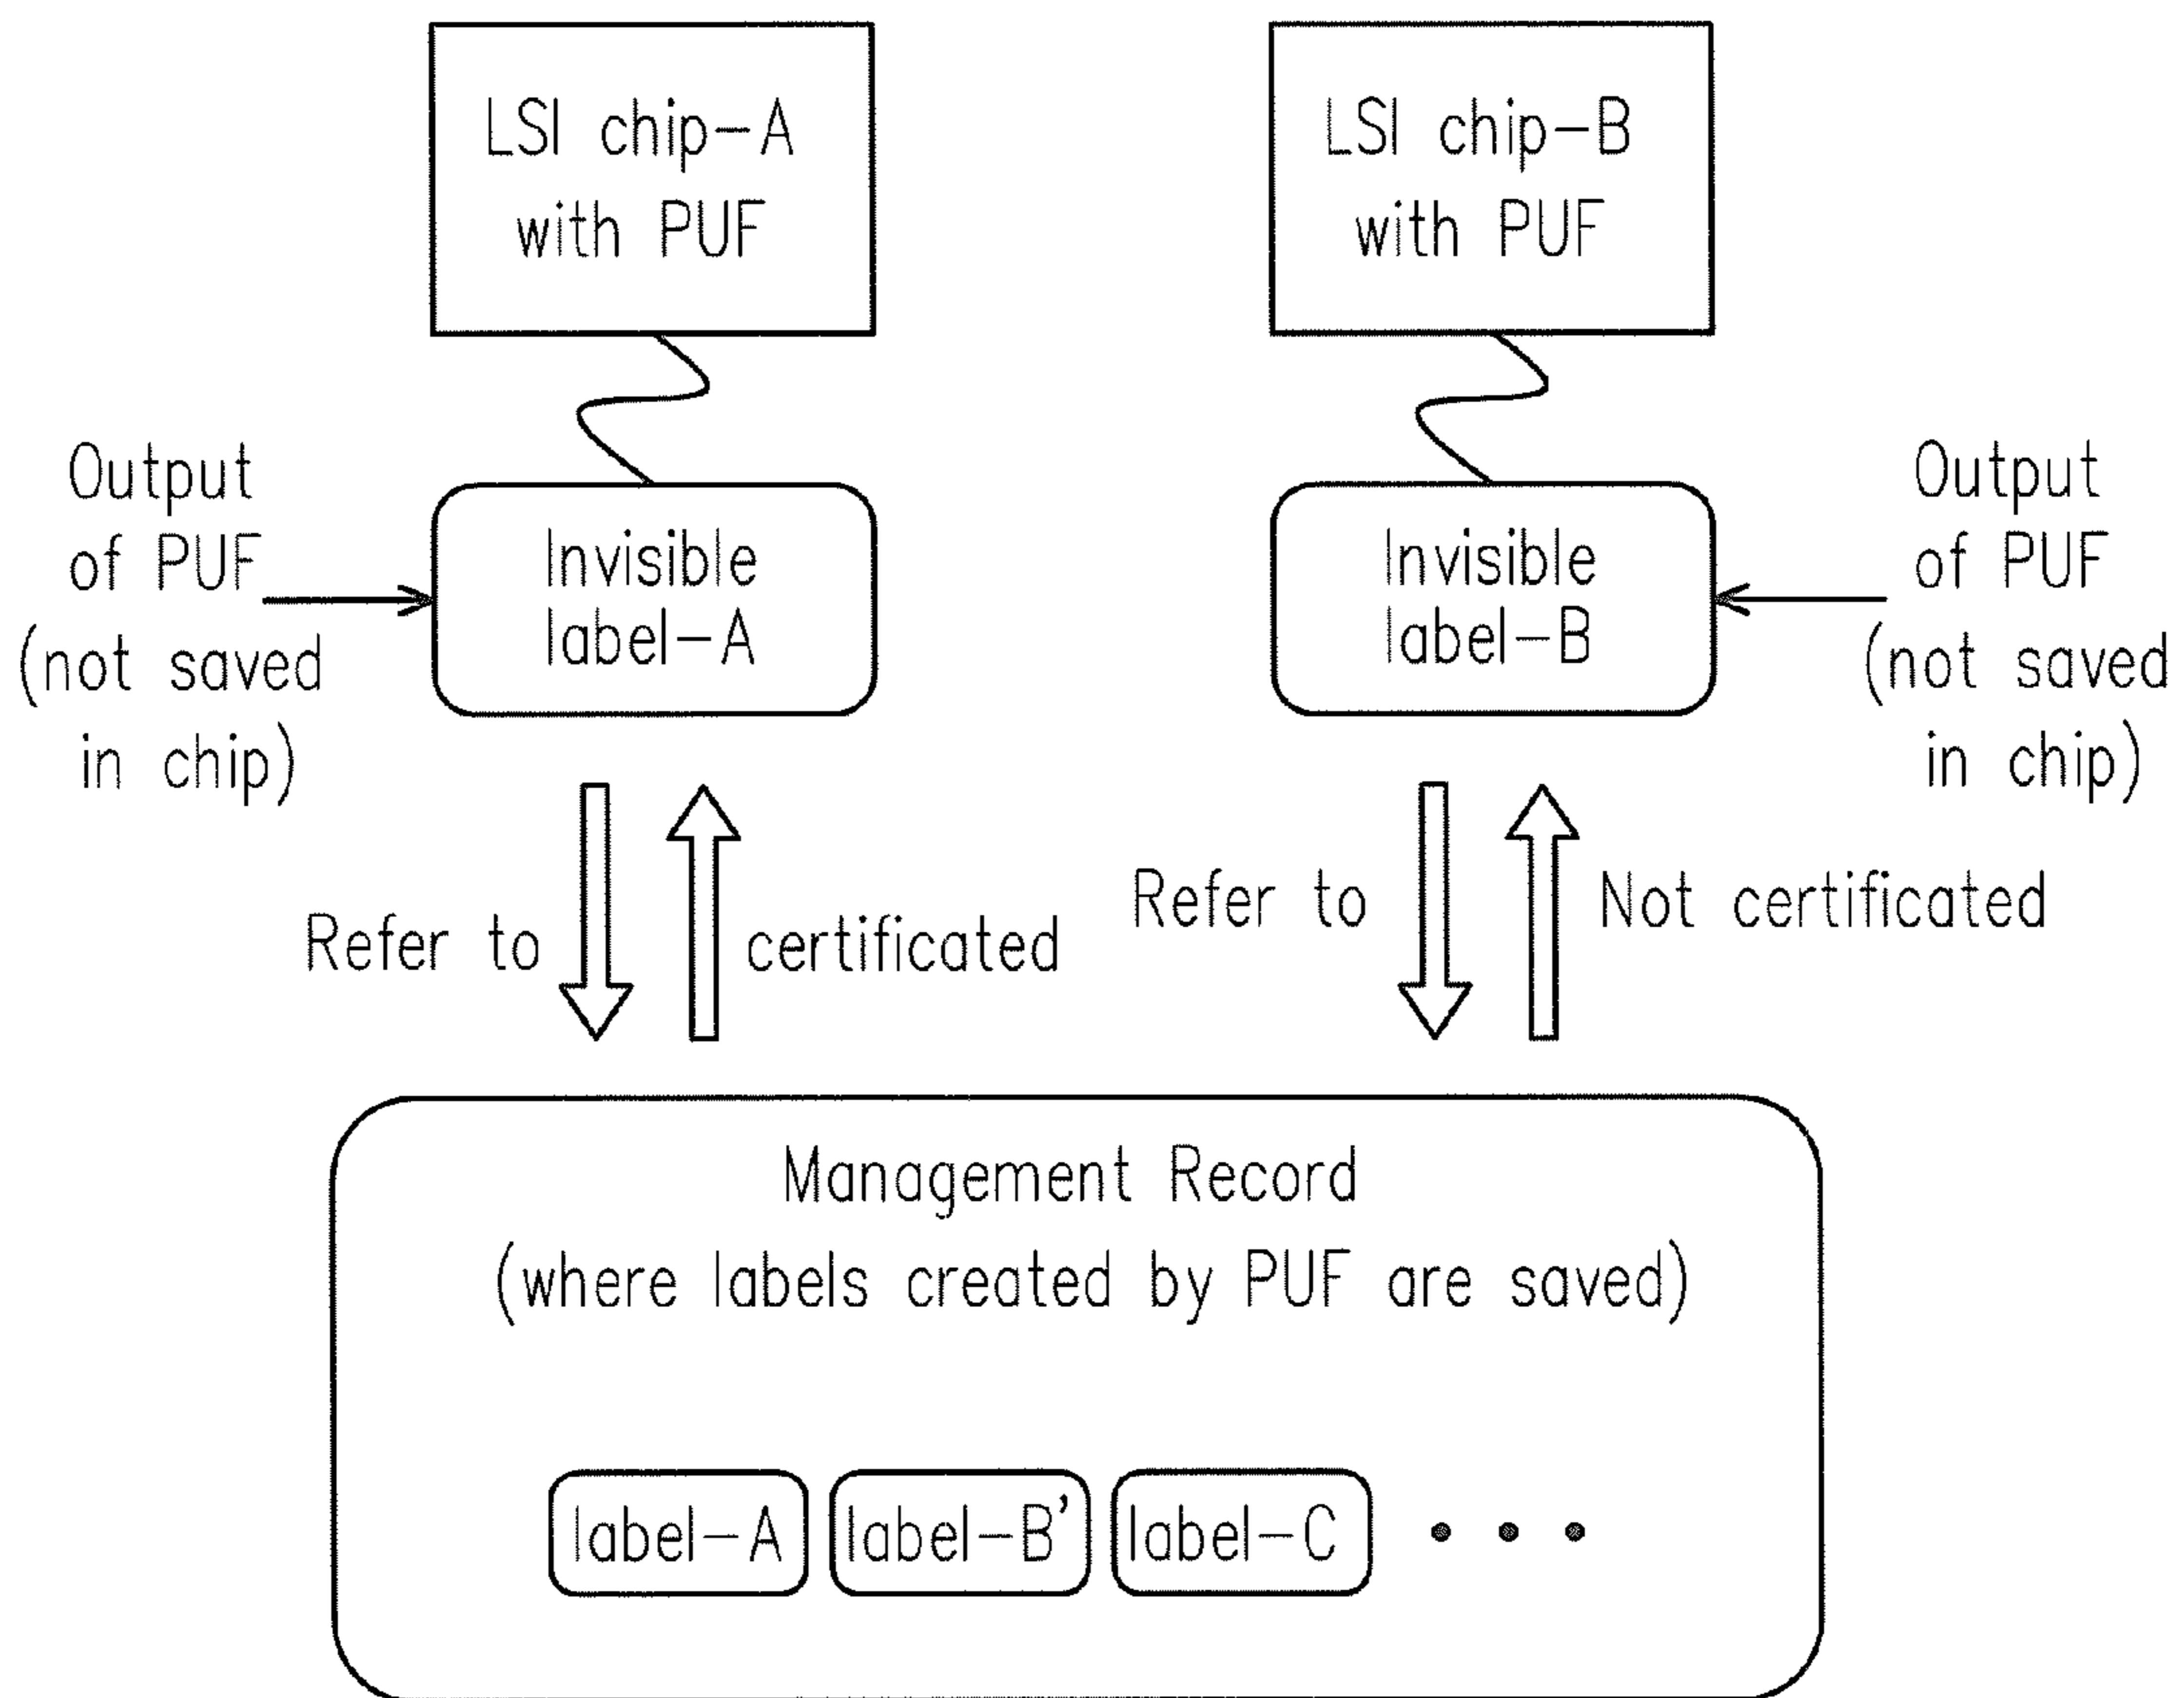 LSI chip-A
with PUF
LSI chip-B
with PUF
Output
of PUF
(not saved
in chip)
Invisible
label-A
Invisible
label-B
Output
of PUF
(not saved
in chip)
Refer to
certificated
Refer to
Not certificated
Management Record
(where labels created by PUF are saved)
label-A
label-B’
label-C
• • •